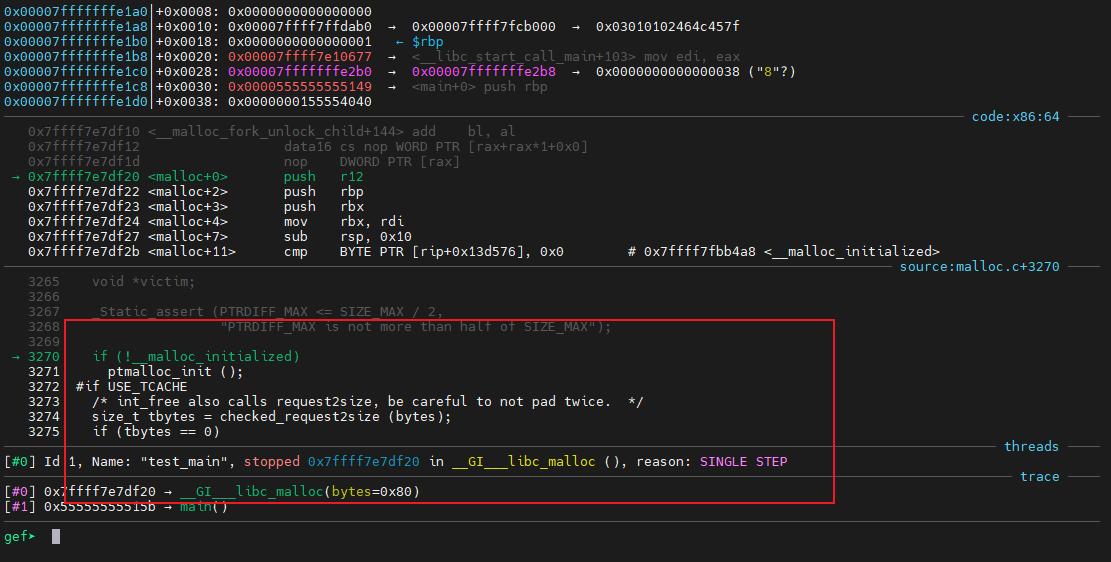 0x00007fffffffe1a0│+0x0008: 0x0000000000000000
0x00007fffffffe1a8│+0x0010: 0x00007ffff7ffdab0 → 0x00007ffff7fcb000 → 0x03010102464c457f
0x00007fffffffe1b0│+0x0018: 0x0000000000000001 ← $rbp
0x00007fffffffe1b8│+0x0020: 0x00007ffff7e10677 → <__libc_start_call_main+103> mov edi, eax
0x00007fffffffe1c0│+0x0028: 0x00007fffffffe2b0 → 0x00007fffffffe2b8 → 0x0000000000000038 ("8"?)
0x00007fffffffe1c8│+0x0030: 0x0000555555555149 → <main+0> push rbp
0x00007fffffffe1d0│+0x0038: 0x0000000155554040
code:x86:64
0x7ffff7e7df10 <__malloc_fork_unlock_child+144> add bl, al
0x7ffff7e7df12 data16 cs nop WORD PTR [rax+rax*1+0x0]
0x7ffff7e7df1d nop DWORD PTR [rax]
→ 0x7ffff7e7df20 <malloc+0> push r12
0x7ffff7e7df22 <malloc+2> push rbp
0x7ffff7e7df23 <malloc+3> push rbx
0x7ffff7e7df24 <malloc+4> mov rbx, rdi
0x7ffff7e7df27 <malloc+7> sub rsp, 0x10
0x7ffff7e7df2b <malloc+11> cmp BYTE PTR [rip+0x13d576], 0x0 # 0x7ffff7fbb4a8 <__malloc_initialized>
source:malloc.c+3270
3265 void *victim;
3266
3267 _Static_assert (PTRDIFF_MAX <= SIZE_MAX / 2,
3268 "PTRDIFF_MAX is not more than half of SIZE_MAX");
3269
→ 3270 if (!__malloc_initialized)
3271 ptmalloc_init ();
3272 #if USE_TCACHE
3273 /* int_free also calls request2size, be careful to not pad twice. */
3274 size_t tbytes = checked_request2size (bytes);
3275 if (tbytes == 0)
threads
[#0] Id 1, Name: "test_main", stopped 0x7ffff7e7df20 in __GI___libc_malloc (), reason: SINGLE STEP
trace
[#0] 0x7ffff7e7df20 → __GI___libc_malloc(bytes=0x80)
[#1] 0x55555555515b → main()
gef➤